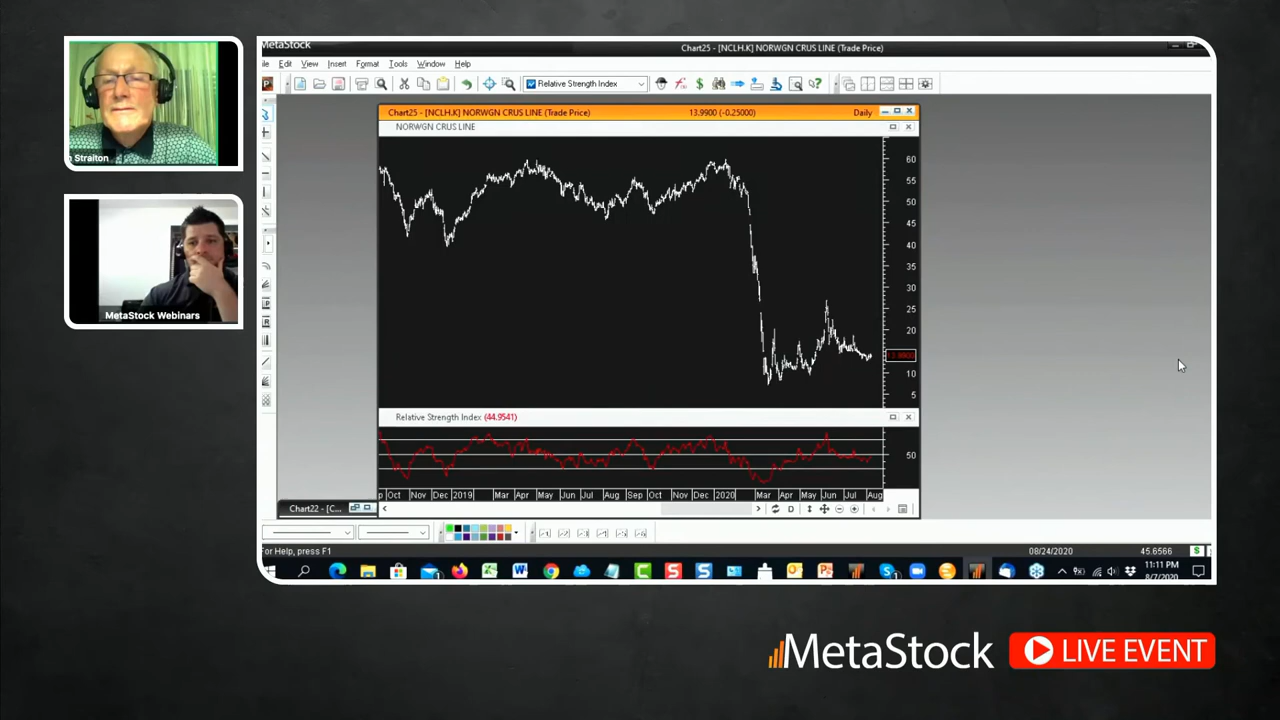 MetaStock
Chart25 - [NCLH.K] NORWGN CRUS LINE (Trade Price)
Edit View Insert Format Tools Window Help
Relative Strength Index
Chart25 - [NCLH.K] NORWGN CRUS LINE (Trade Price) 13.9900 (-0.25000) Daily
NORWGN CRUS LINE
60
55
50
45
40
35
30
25
20
13.9900
10
5
Relative Strength Index (44.9541)
50
Oct Nov Dec 2019 Mar Apr May Jun Jul Aug Sep Oct Nov Dec 2020 Mar Apr May Jun Jul Aug
Chart22 - [C...
For Help, press F1
08/24/2020 45.6566
11:11 PM
8/7/2020
Straiton
MetaStock Webinars
MetaStock LIVE EVENT